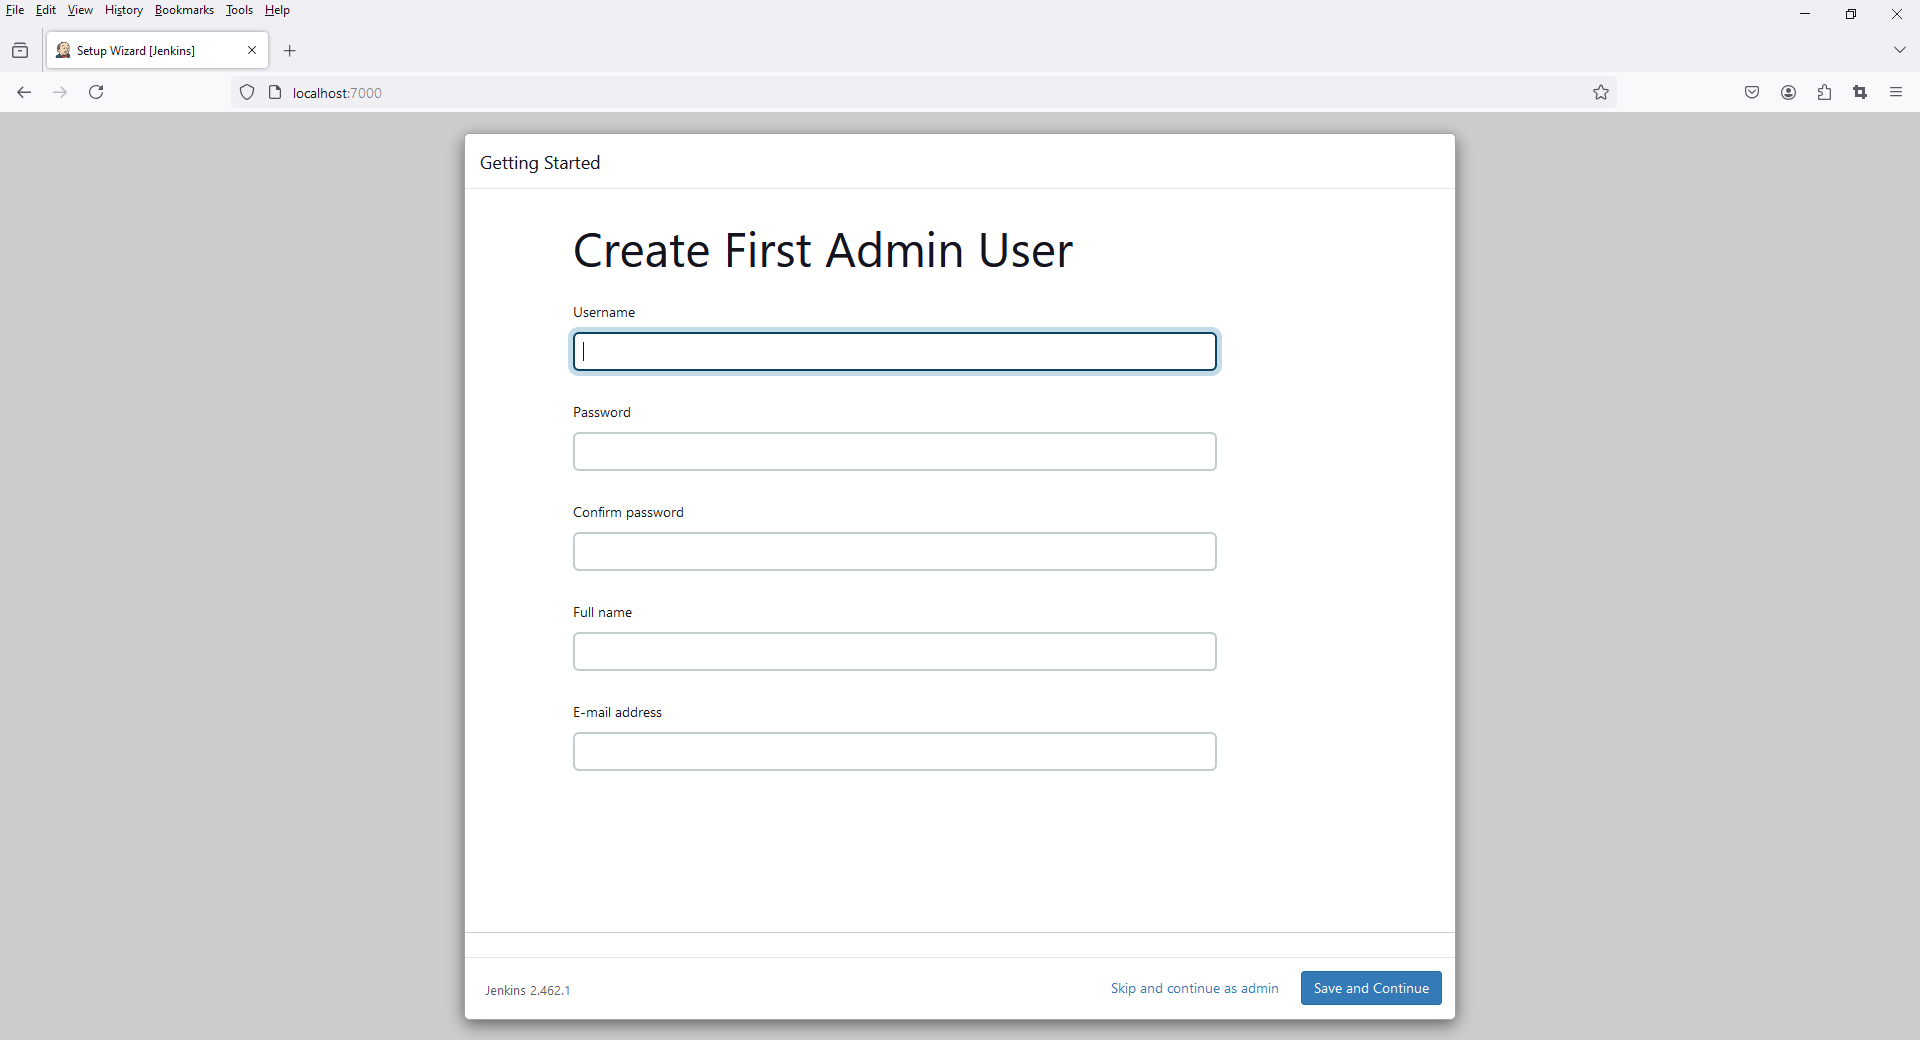 File Edit View History Bookmarks Tools Help
Setup Wizard [Jenkins]
localhost:7000
Getting Started
Create First Admin User
Username
Password
Confirm password
Full name
E-mail address
Jenkins 2.462.1
Skip and continue as admin
Save and Continue